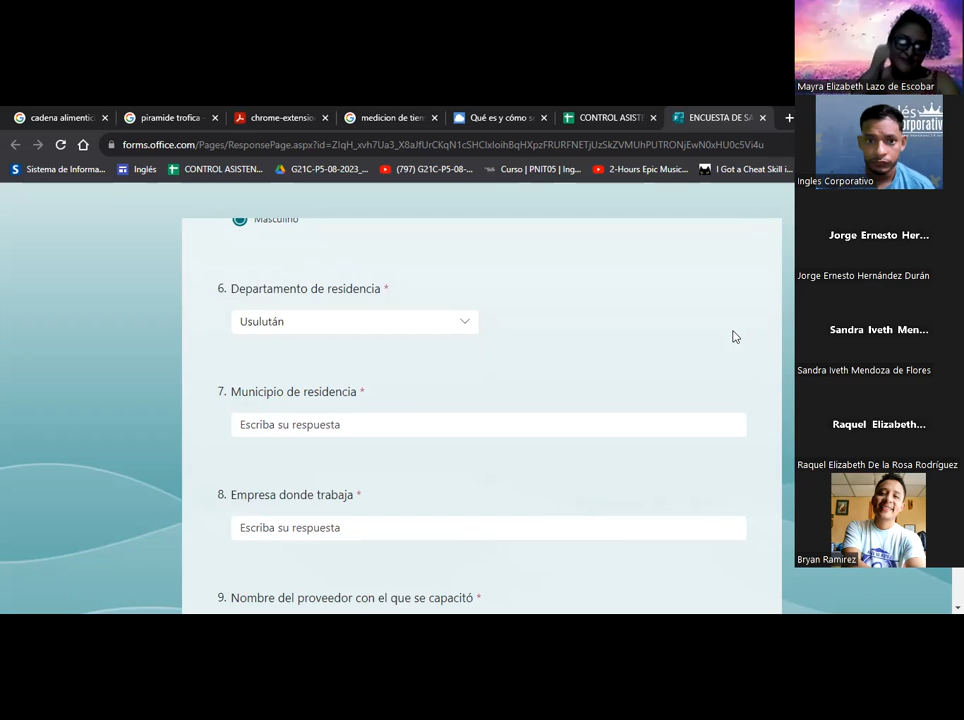 cadena alimentic
piramide trofica -
chrome-extensio
medicion de tiem
Qué es y cómo s
CONTROL ASISTE
ENCUESTA DE SA
forms.office.com/Pages/ResponsePage.aspx?id=
Sistema de Informa...
Inglés
CONTROL ASISTEN...
G21C-P5-08-2023_...
(797) G21C-P5-08-...
Curso | PNIT05 | Ing...
2-Hours Epic Music...
I Got a Cheat Skill i...
Masculino
6. Departamento de residencia *
Usulután
7. Municipio de residencia *
Escriba su respuesta
8. Empresa donde trabaja *
Escriba su respuesta
9. Nombre del proveedor con el que se capacitó *
Mayra Elizabeth Lazo de Escobar
Ingles Corporativo
Jorge Ernesto Her...
Jorge Ernesto Hernández Durán
Sandra Iveth Men...
Sandra Iveth Mendoza de Flores
Raquel Elizabeth...
Raquel Elizabeth De la Rosa Rodríguez
Bryan Ramirez